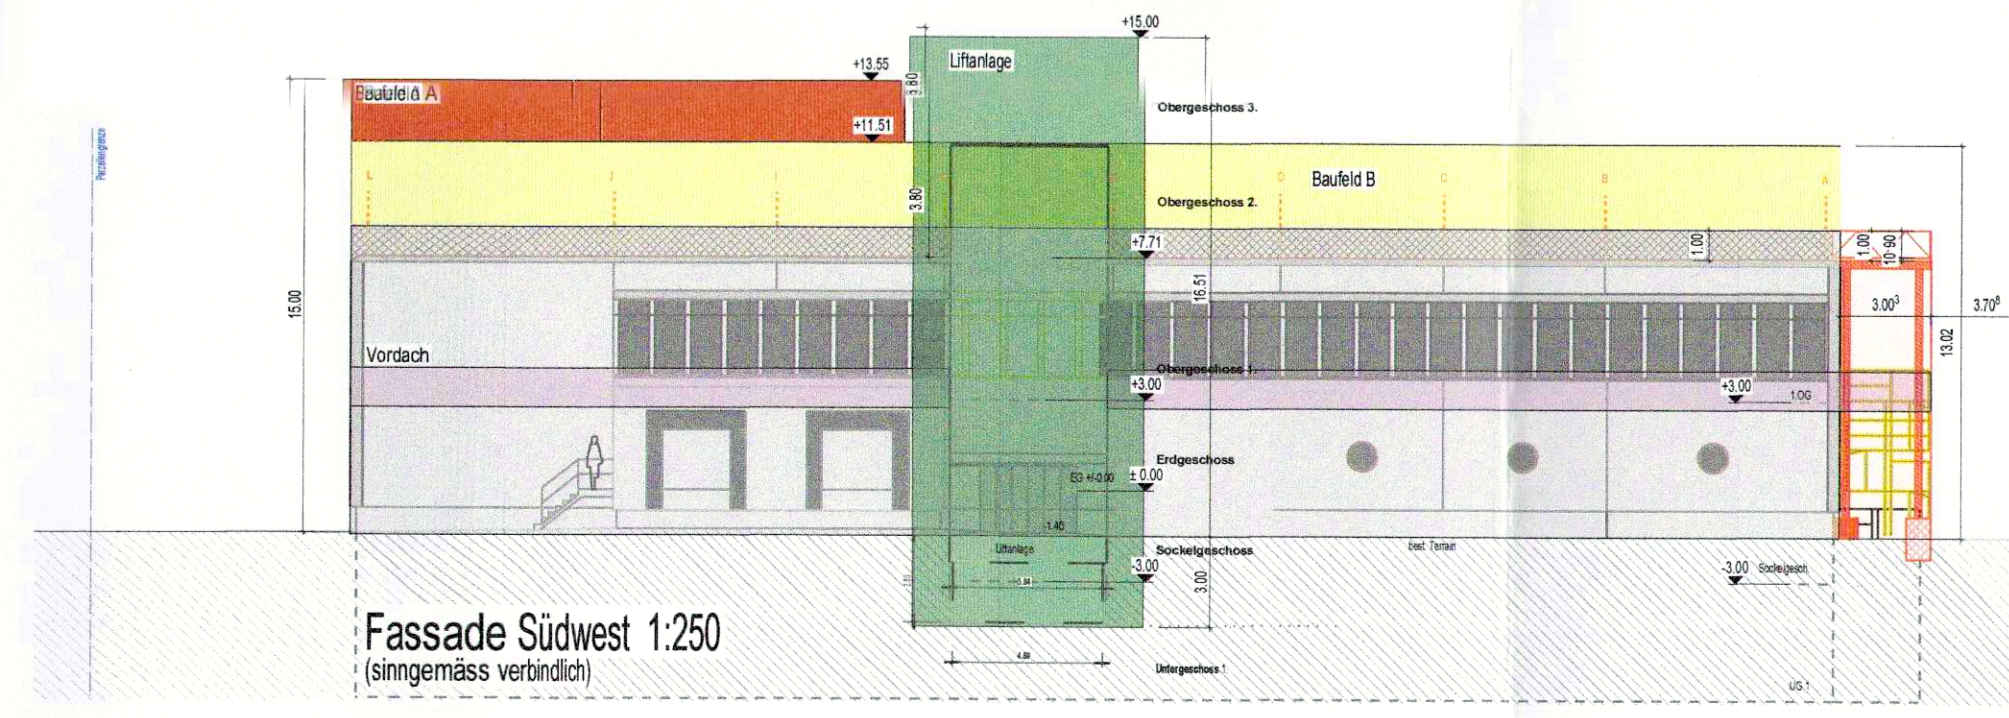 +15.00
Liftanlage
+13.55
3.80
Baufeld A
Obergeschoss 3.
+11.51
Parzellengrenze
L
J
I
D
Baufeld B
C
B
A
3.80
Obergeschoss 2.
+7.71
1.00
1.00
10.90
15.00
16.51
3.00³
3.70⁸
13.02
Vordach
Obergeschoss 1.
+3.00
+3.00
1.OG
Erdgeschoss
EG +/-0.00
± 0.00
-1.40
Liftanlage
Sockelgeschoss
best. Terrain
-3.00
-3.00
Sockelgesch.
3.00
Fassade Südwest 1:250
(sinngemäss verbindlich)
Untergeschoss 1.
UG 1